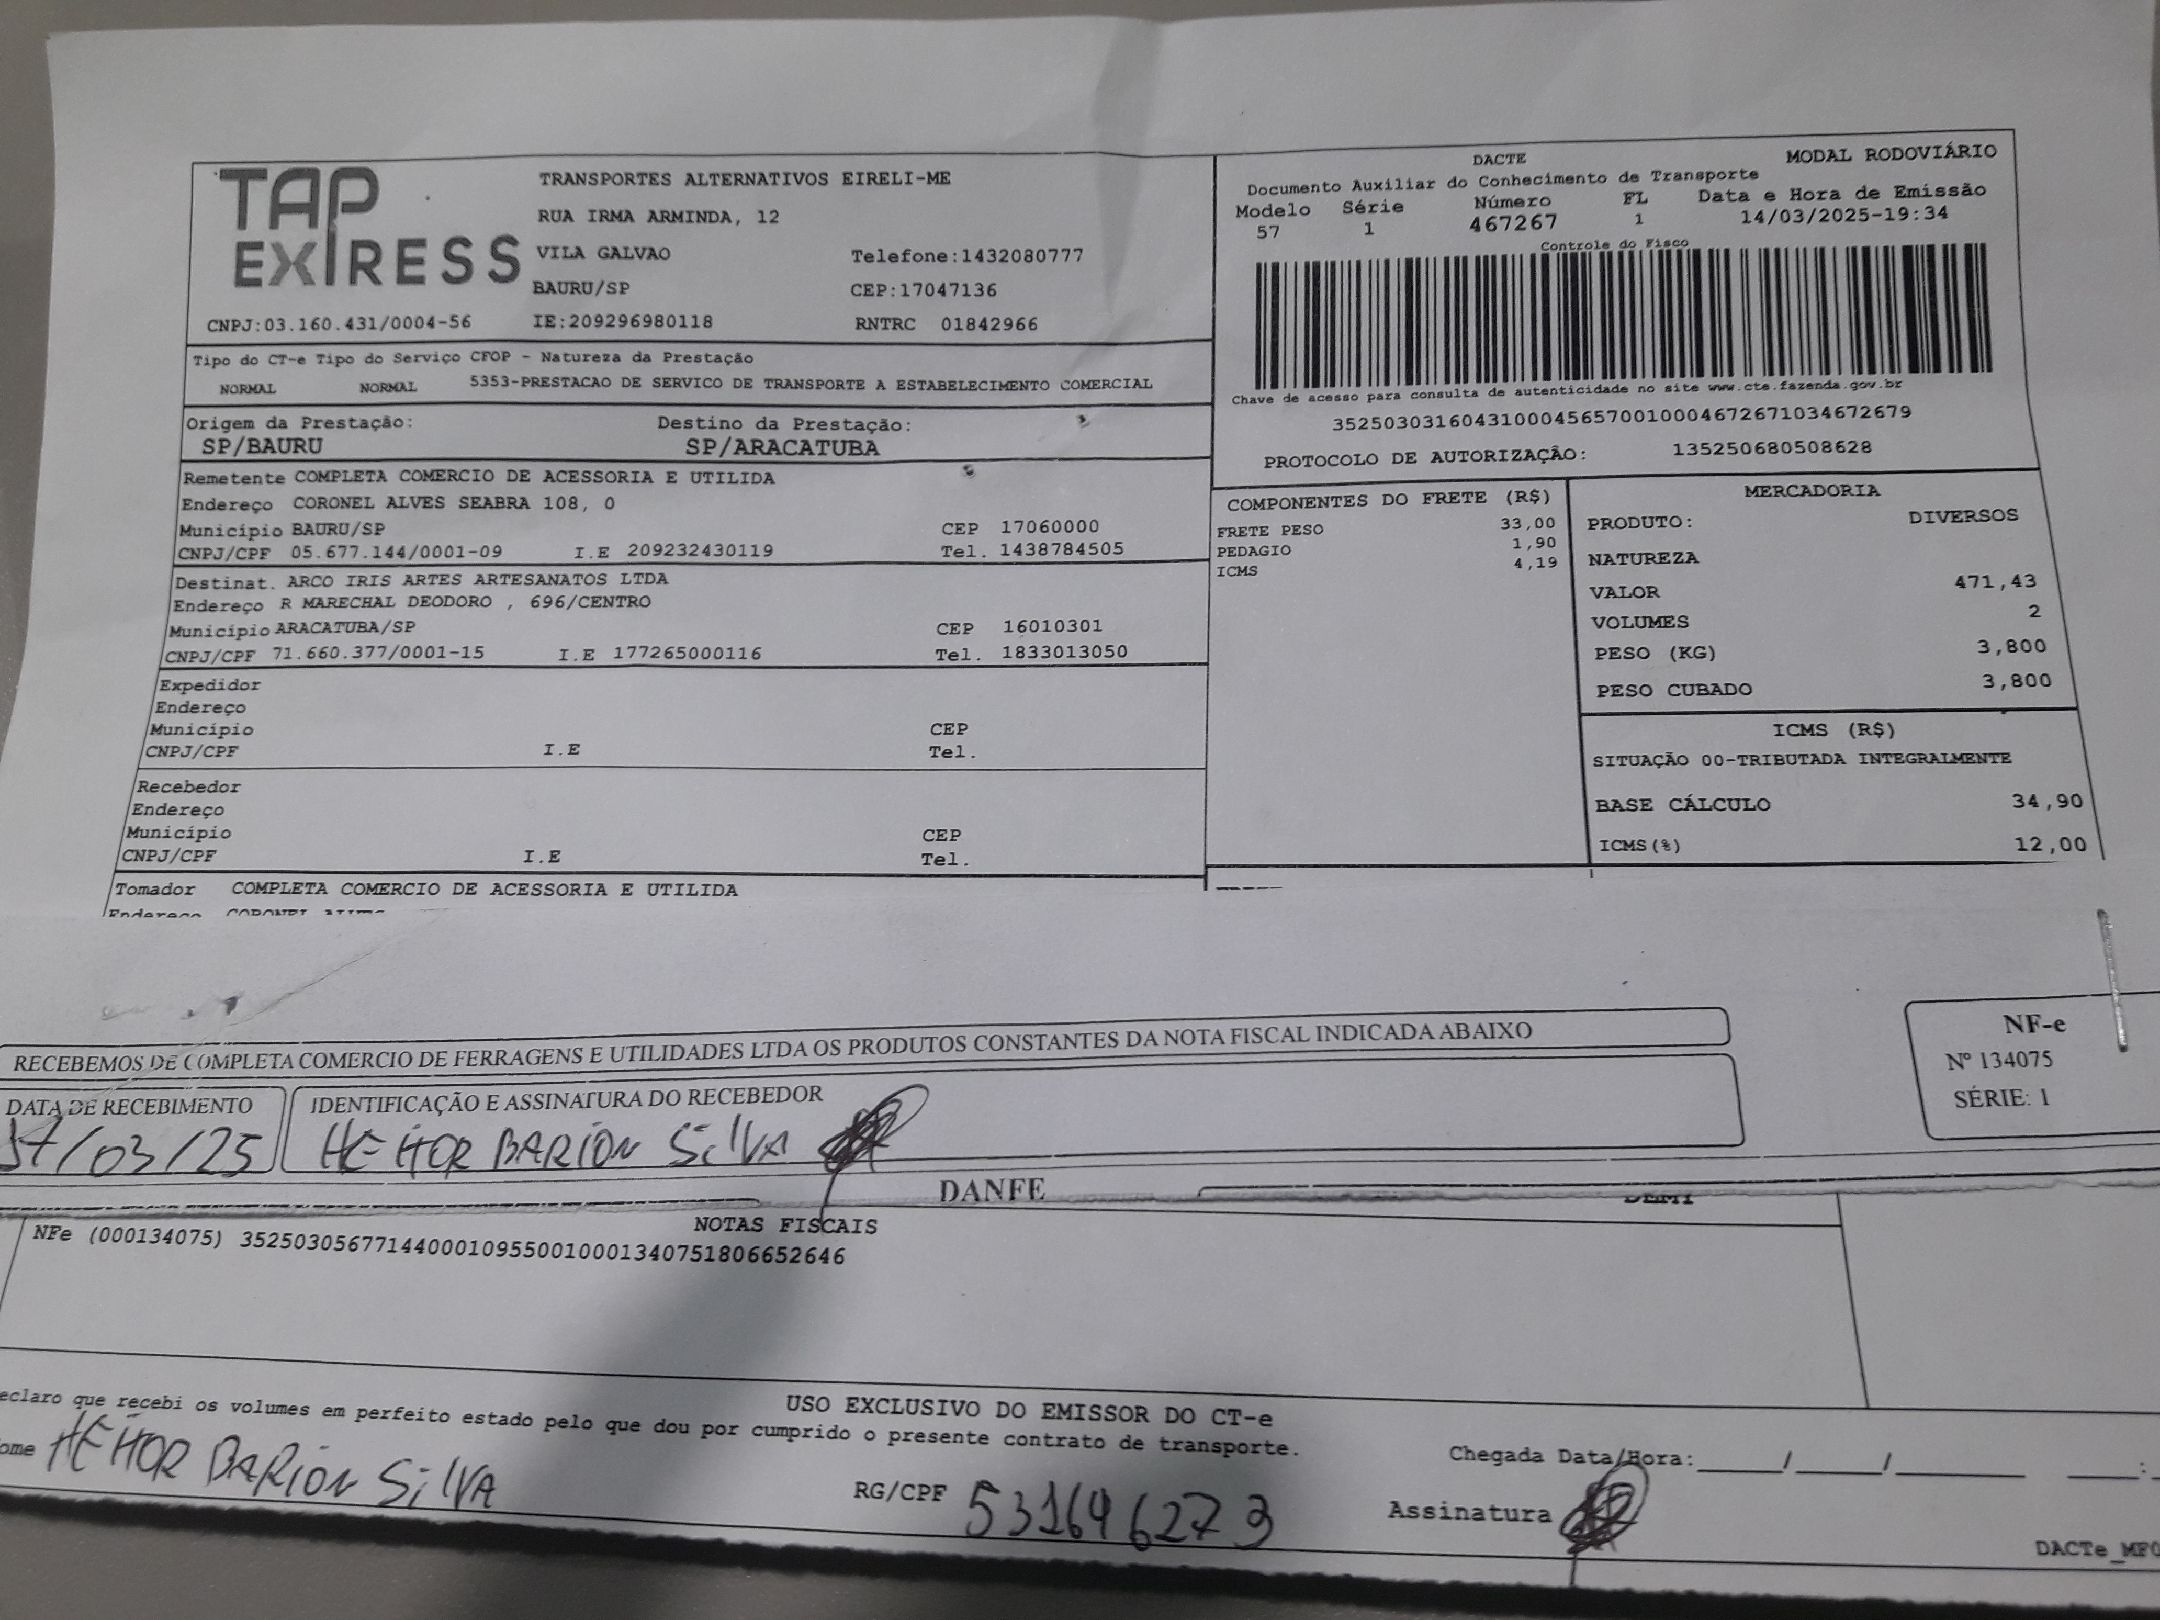 TAP EXPRESS
TRANSPORTES ALTERNATIVOS EIRELI-ME
RUA IRMA ARMINDA, 12
VILA GALVAO Telefone:1432080777
BAURU/SP CEP:17047136
CNPJ:03.160.431/0004-56 IE:209296980118 RNTRC 01842966
Tipo do CT-e Tipo do Serviço CFOP - Natureza da Prestação
NORMAL NORMAL 5353-PRESTACAO DE SERVICO DE TRANSPORTE A ESTABELECIMENTO COMERCIAL
Origem da Prestação: Destino da Prestação:
SP/BAURU SP/ARACATUBA
Remetente COMPLETA COMERCIO DE ACESSORIA E UTILIDA
Endereço CORONEL ALVES SEABRA 108, 0
Município BAURU/SP CEP 17060000
CNPJ/CPF 05.677.144/0001-09 I.E 209232430119 Tel. 1438784505
Destinat. ARCO IRIS ARTES ARTESANATOS LTDA
Endereço R MARECHAL DEODORO , 696/CENTRO
Município ARACATUBA/SP CEP 16010301
CNPJ/CPF 71.660.377/0001-15 I.E 177265000116 Tel. 1833013050
Expedidor
Endereço
Município CEP
CNPJ/CPF I.E Tel.
Recebedor
Endereço
Município CEP
CNPJ/CPF I.E Tel.
Tomador COMPLETA COMERCIO DE ACESSORIA E UTILIDA
Endereço CORONEL
DACTE MODAL RODOVIÁRIO
Documento Auxiliar do Conhecimento de Transporte
Modelo Série Número FL Data e Hora de Emissão
57 1 467267 1 14/03/2025-19:34
Controle do Fisco
Chave de acesso para consulta de autenticidade no site www.cte.fazenda.gov.br
35250303160431000456570010004672671034672679
PROTOCOLO DE AUTORIZAÇÃO: 135250680508628
COMPONENTES DO FRETE (R$)
FRETE PESO 33,00
PEDAGIO 1,90
ICMS 4,19
MERCADORIA
PRODUTO: DIVERSOS
NATUREZA
VALOR 471,43
VOLUMES 2
PESO (KG) 3,800
PESO CUBADO 3,800
ICMS (R$)
SITUAÇÃO 00-TRIBUTADA INTEGRALMENTE
BASE CÁLCULO 34,90
ICMS(%) 12,00
RECEBEMOS DE COMPLETA COMERCIO DE FERRAGENS E UTILIDADES LTDA OS PRODUTOS CONSTANTES DA NOTA FISCAL INDICADA ABAIXO
DATA DE RECEBIMENTO IDENTIFICAÇÃO E ASSINATURA DO RECEBEDOR
17/03/25 HEITOR BARION SILVA
NF-e
Nº 134075
SÉRIE: 1
DANFE
NOTAS FISCAIS
NFe (000134075) 35250305677144000109550010001340751806652646
USO EXCLUSIVO DO EMISSOR DO CT-e
eclaro que recebi os volumes em perfeito estado pelo que dou por cumprido o presente contrato de transporte.
ome HEITOR BARION SILVA
RG/CPF 531646273
Chegada Data/Hora:_____/_____/_______ ____:
Assinatura
DACTe_MF0